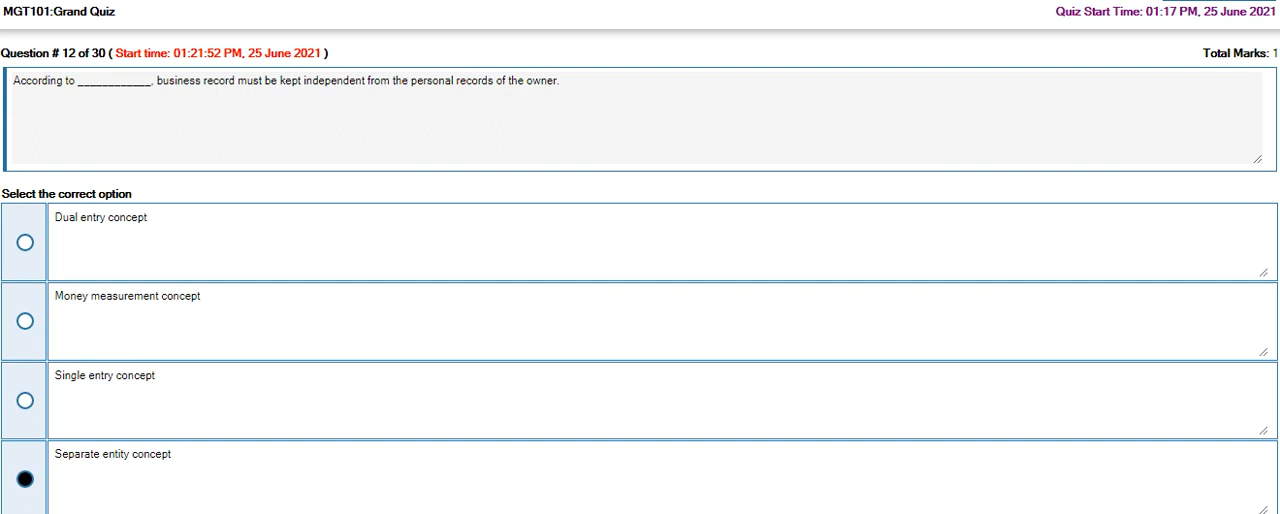 MGT101:Grand Quiz
Quiz Start Time: 01:17 PM, 25 June 2021
Question # 12 of 30 ( Start time: 01:21:52 PM, 25 June 2021 )
Total Marks: 1
According to ____________, business record must be kept independent from the personal records of the owner.
Select the correct option
Dual entry concept
Money measurement concept
Single entry concept
Separate entity concept